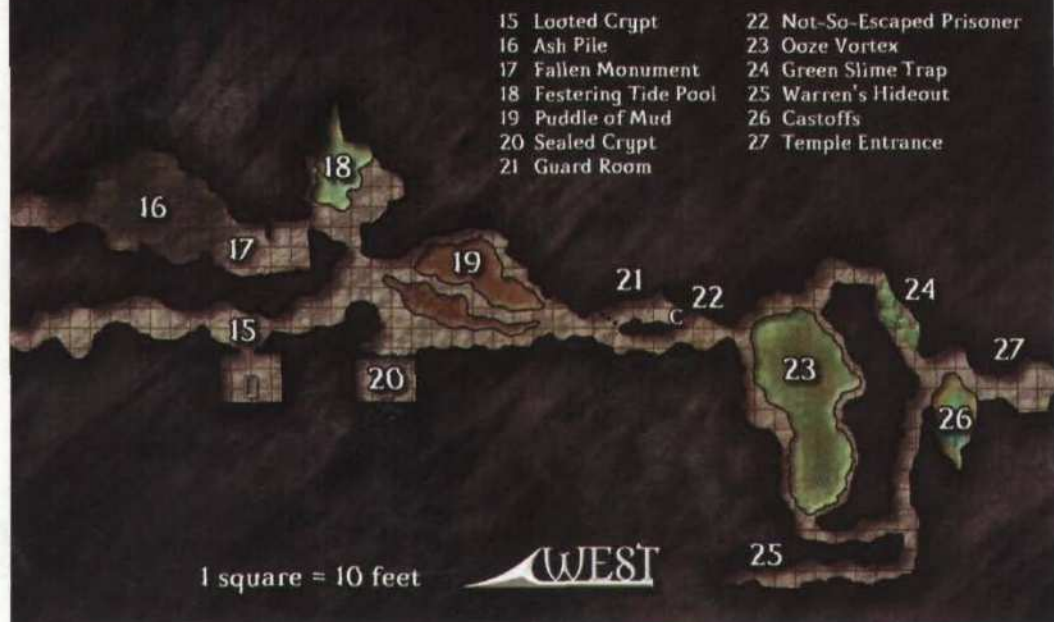 15 Looted Crypt
16 Ash Pile
17 Fallen Monument
18 Festering Tide Pool
19 Puddle of Mud
20 Sealed Crypt
21 Guard Room
22 Not-So-Escaped Prisoner
23 Ooze Vortex
24 Green Slime Trap
25 Warren's Hideout
26 Castoffs
27 Temple Entrance
18
16
17
19
21
22
C
24
15
20
23
27
26
25
1 square = 10 feet
WEST